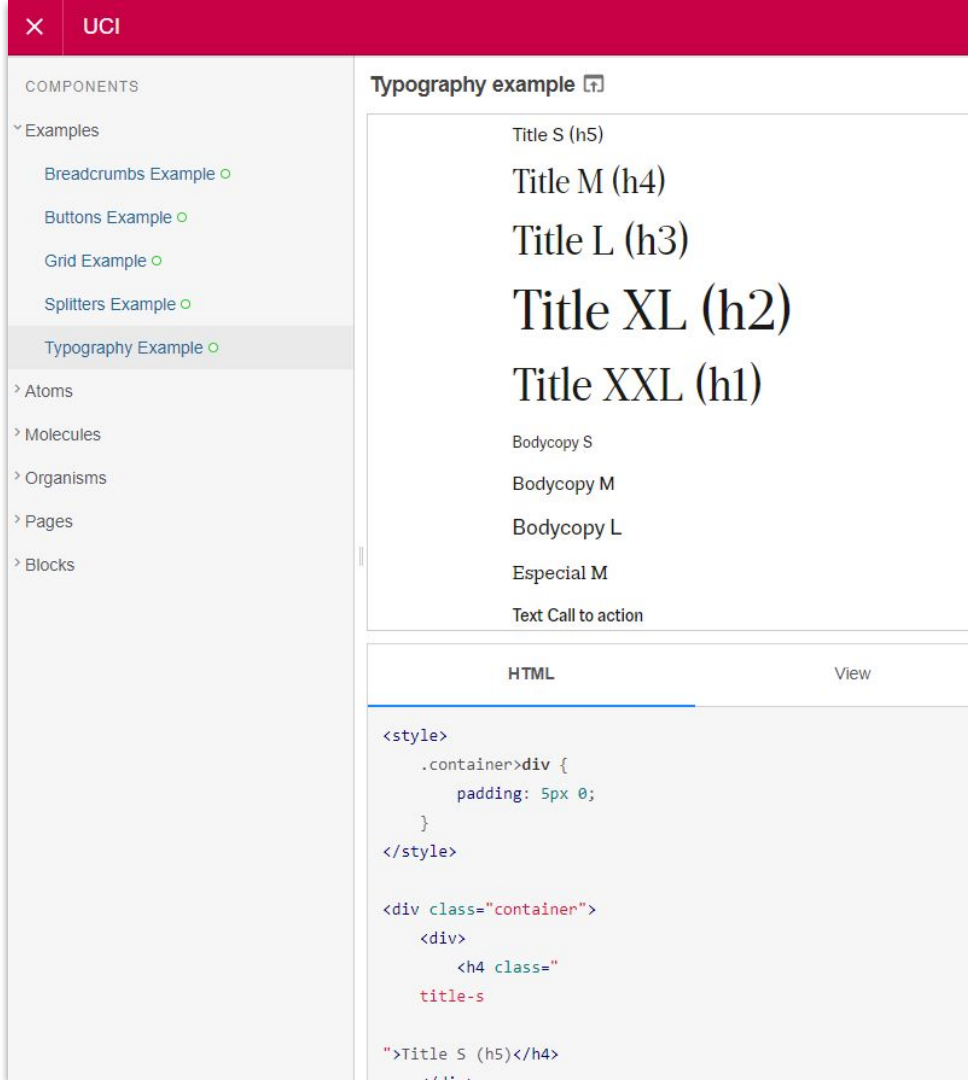 UCI
COMPONENTS
Examples
Breadcrumbs Example
Buttons Example
Grid Example
Splitters Example
Typography Example
Atoms
Molecules
Organisms
Pages
Blocks
Typography example
Title S (h5)
Title M (h4)
Title L (h3)
Title XL (h2)
Title XXL (h1)
Bodycopy S
Bodycopy M
Bodycopy L
Especial M
Text Call to action
HTML View
<style>
.container>div {
padding: 5px 0;
}
</style>
<div class="container">
<div>
<h4 class="
title-s
">Title S (h5)</h4>